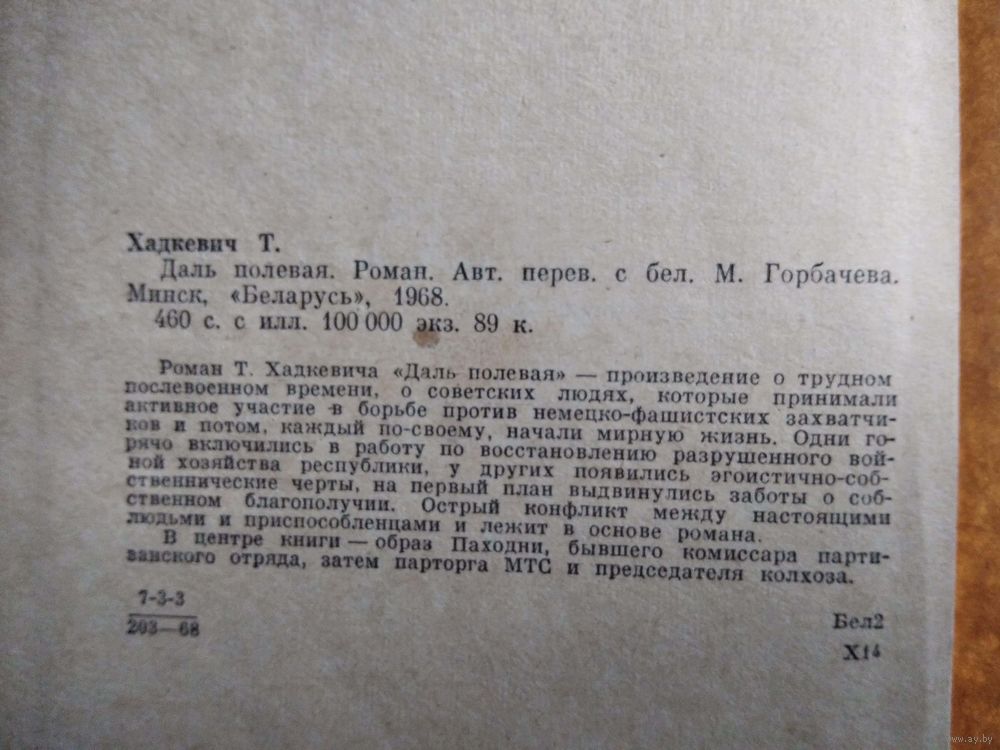 Хадкевич Т.
Даль полевая. Роман. Авт. перев. с бел. М. Горбачева.
Минск, «Беларусь», 1968.
460 с. с илл. 100 000 экз. 89 к.
Роман Т. Хадкевича «Даль полевая» — произведение о трудном
послевоенном времени, о советских людях, которые принимали
активное участие в борьбе против немецко-фашистских захватчи-
ков и потом, каждый по-своему, начали мирную жизнь. Одни го-
рячо включились в работу по восстановлению разрушенного вой-
ной хозяйства республики, у других появились эгоистично-соб-
ственнические черты, на первый план выдвинулись заботы о соб-
ственном благополучии. Острый конфликт между настоящими
людьми и приспособленцами и лежит в основе романа.
В центре книги — образ Паходни, бывшего комиссара парти-
занского отряда, затем парторга МТС и председателя колхоза.
7-3-3
203—68
Бел2
Х14
www.ay.by